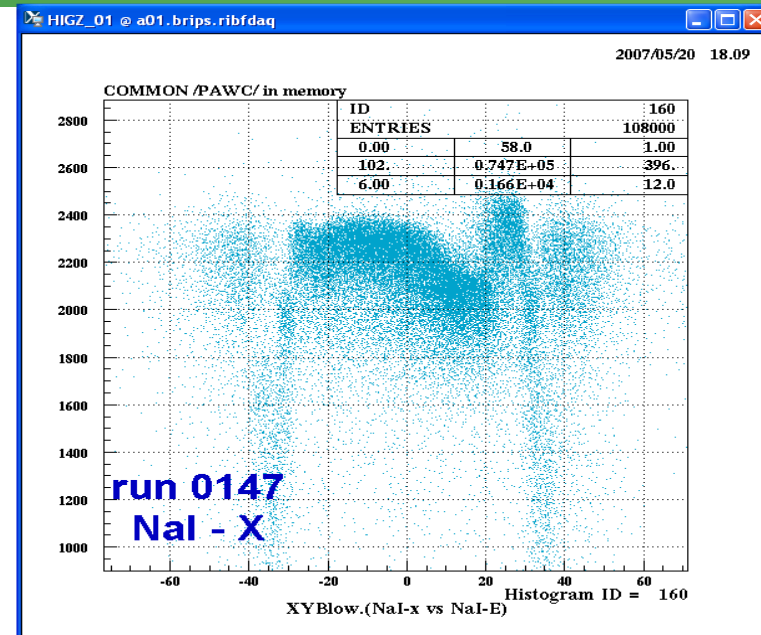 HIGZ_01 @ a01.brips.ribfdaq
2007/05/20 18.09
COMMON /PAWC/ in memory
ID 160
ENTRIES 108000
0.00 58.0 1.00
102. 0.747E+05 396.
6.00 0.166E+04 12.0
2800
2600
2400
2200
2000
1800
1600
1400
1200
1000
run 0147
NaI - X
-60 -40 -20 0 20 40 60
Histogram ID = 160
XYBlow.(NaI-x vs NaI-E)